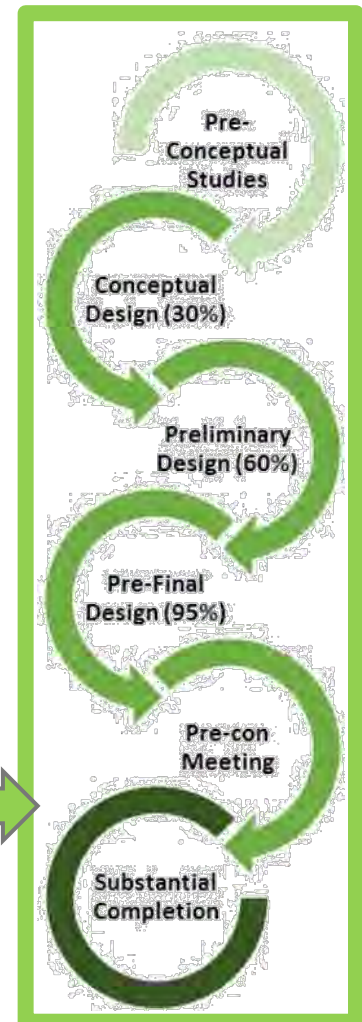 Pre-
Conceptual
Studies
Conceptual
Design (30%)
Preliminary
Design (60%)
Pre-Final
Design (95%)
Pre-con
Meeting
Substantial
Completion